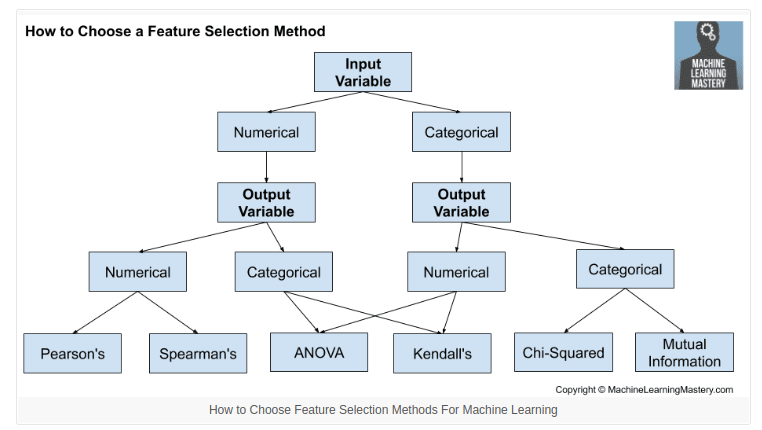 How to Choose a Feature Selection Method
MACHINE
LEARNING
MASTERY
Input
Variable
Numerical
Categorical
Output
Variable
Output
Variable
Numerical
Categorical
Numerical
Categorical
Pearson's
Spearman's
ANOVA
Kendall's
Chi-Squared
Mutual
Information
Copyright © MachineLearningMastery.com
How to Choose Feature Selection Methods For Machine Learning